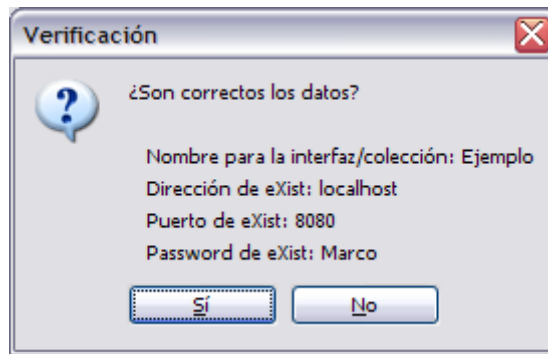 Verificación
¿Son correctos los datos?
Nombre para la interfaz/colección: Ejemplo
Dirección de eXist: localhost
Puerto de eXist: 8080
Password de eXist: Marco
Sí No